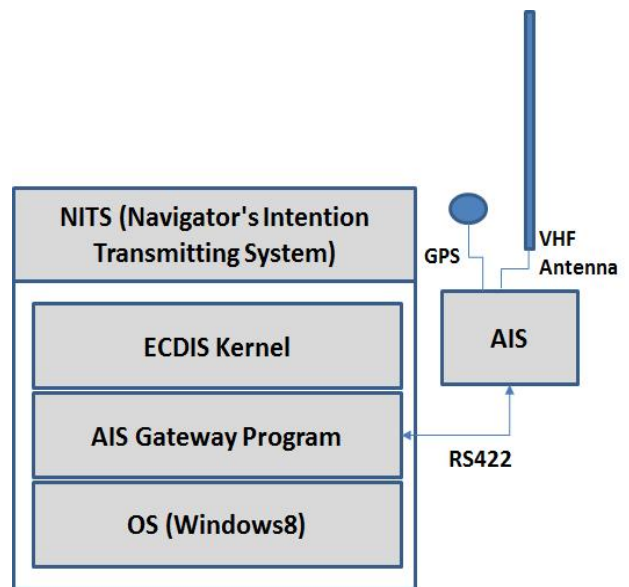 NITS (Navigator's Intention
Transmitting System)
GPS
VHF
Antenna
ECDIS Kernel
AIS
AIS Gateway Program
RS422
OS (Windows8)